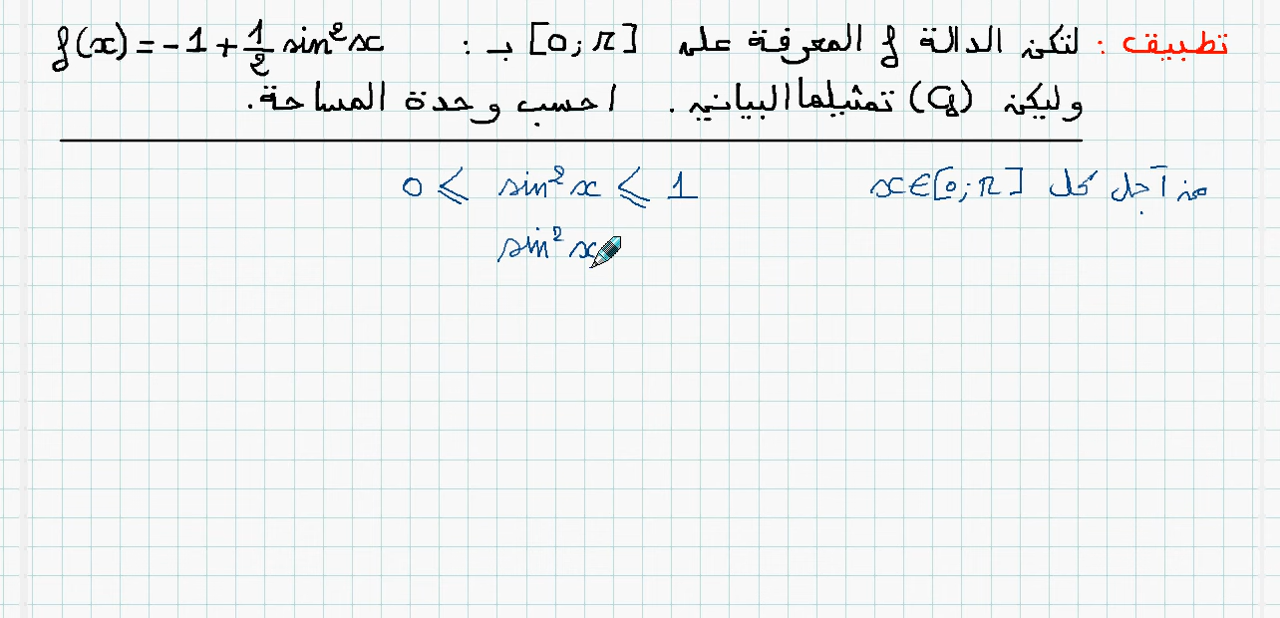 تطبيق : لتكن الدالة f المعرفة على [0 ; π] بـ : f(x) = -1 + 1/2 sin²x
وليكن (Cf) تمثيلها البياني . احسب وحدة المساحة.
من أجل كل x∈[0 ; π] 0 ⩽ sin²x ⩽ 1
sin²x